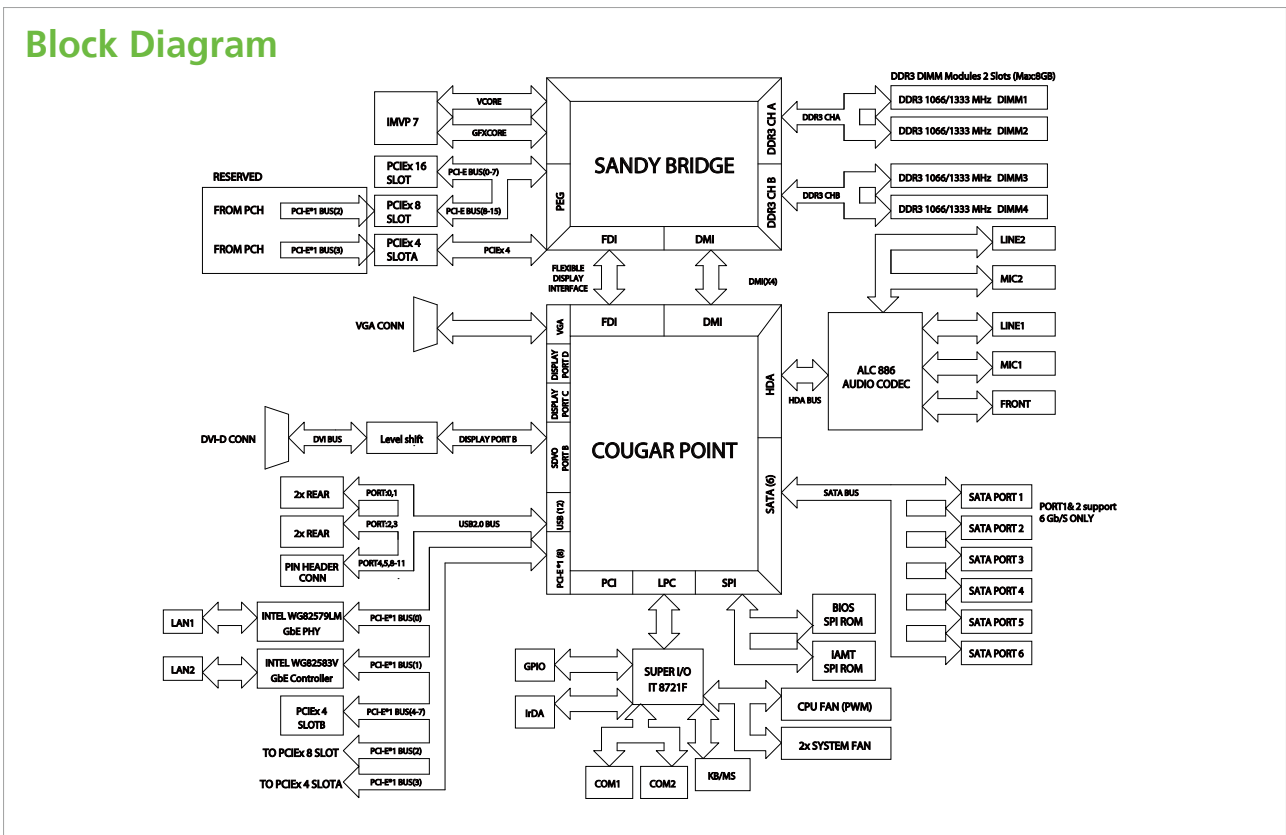 Block Diagram
DDR3 DIMM Modules 2 Slots (Max:8GB)
IMVP 7
VCORE
GFXCORE
SANDY BRIDGE
DDR3 CH A
DDR3 CHA
DDR3 1066/1333 MHz DIMM1
DDR3 1066/1333 MHz DIMM2
PCIEx 16
SLOT
PCI-E BUS(0-7)
PEG
RESERVED
FROM PCH
PCI-E*1 BUS(2)
PCIEx 8
SLOT
PCI-E BUS(8-15)
DDR3 CH B
DDR3 CHB
DDR3 1066/1333 MHz DIMM3
DDR3 1066/1333 MHz DIMM4
FROM PCH
PCI-E*1 BUS(3)
PCIEx 4
SLOTA
PCIEx 4
FDI
DMI
FLEXIBLE
DISPLAY
INTERFACE
DMI(X4)
LINE2
MIC2
VGA CONN
VGA
FDI
DMI
DISPLAY
PORT D
DISPLAY
PORT C
HDA
HDA BUS
ALC 886
AUDIO CODEC
LINE1
MIC1
FRONT
DVI-D CONN
DVI BUS
Level shift
DISPLAY PORT B
SDVO
PORT B
COUGAR POINT
SATA (6)
SATA BUS
SATA PORT 1
SATA PORT 2
SATA PORT 3
SATA PORT 4
SATA PORT 5
SATA PORT 6
PORT1& 2 support
6 Gb/S ONLY
2x REAR
PORT:0,1
2x REAR
PORT:2,3
USB2.0 BUS
USB (12)
PIN HEADER
CONN
PORT4,5,8-11
PCI-E *1 (8)
PCI
LPC
SPI
LAN1
INTEL WG82579LM
GbE PHY
PCI-E*1 BUS(0)
LAN2
INTEL WG82583V
GbE Controller
PCI-E*1 BUS(1)
PCIEx 4
SLOTB
PCI-E*1 BUS(4-7)
TO PCIEx 8 SLOT
PCI-E*1 BUS(2)
TO PCIEx 4 SLOTA
PCI-E*1 BUS(3)
BIOS
SPI ROM
IAMT
SPI ROM
GPIO
IrDA
SUPER I/O
IT 8721F
CPU FAN (PWM)
2x SYSTEM FAN
COM1
COM2
KB/MS